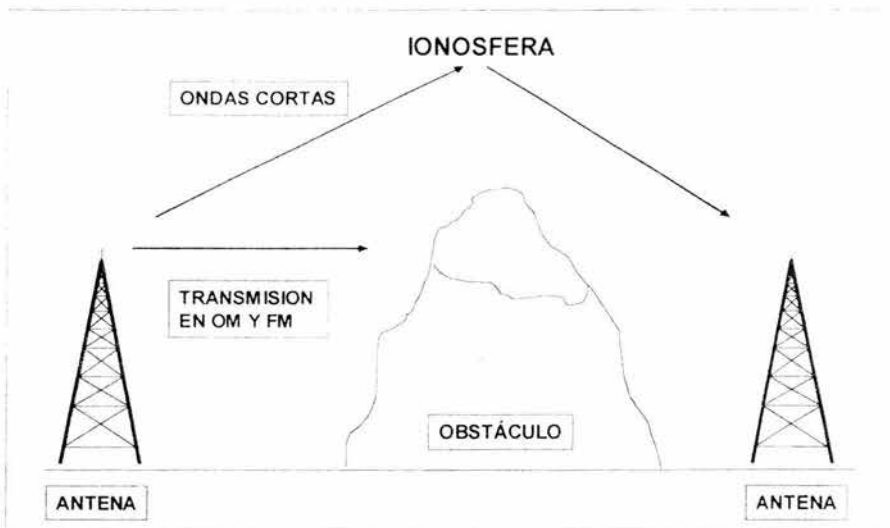 IONOSFERA
ONDAS CORTAS
TRANSMISION
EN OM Y FM
OBSTÁCULO
ANTENA
ANTENA